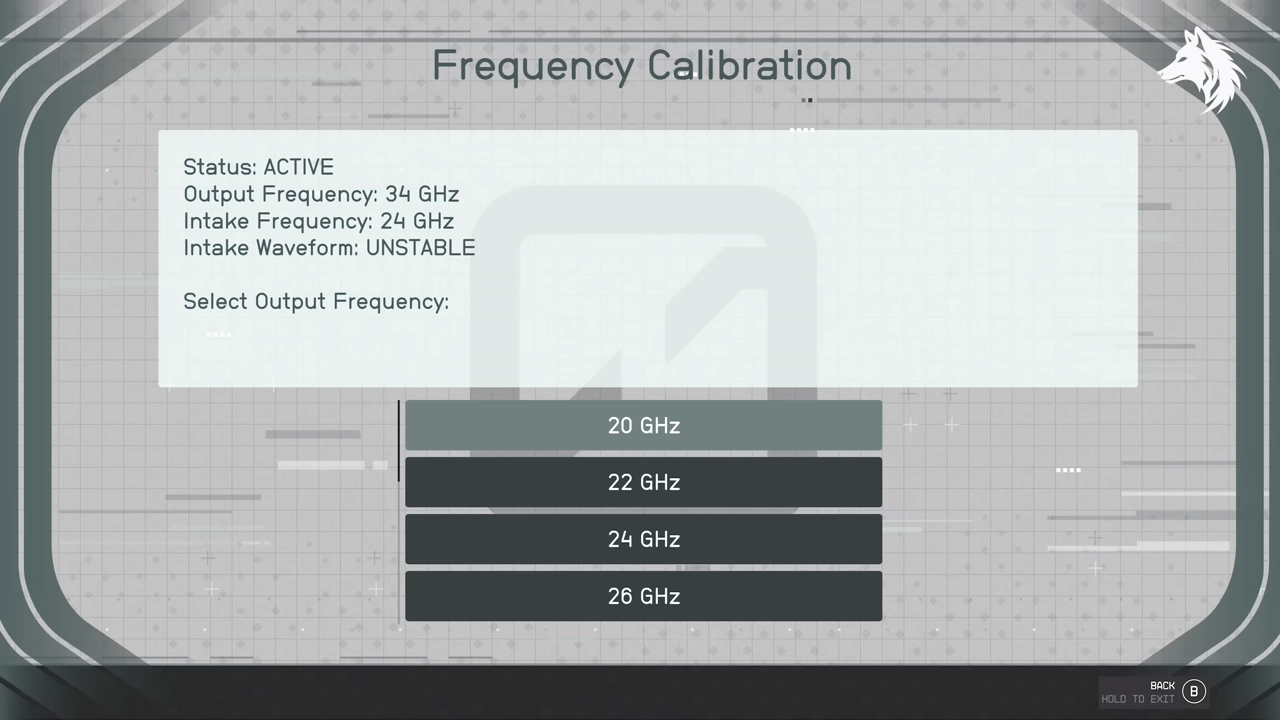 Frequency Calibration
Status: ACTIVE
Output Frequency: 34 GHz
Intake Frequency: 24 GHz
Intake Waveform: UNSTABLE
Select Output Frequency:
20 GHz
22 GHz
24 GHz
26 GHz
BACK
HOLD TO EXIT
B